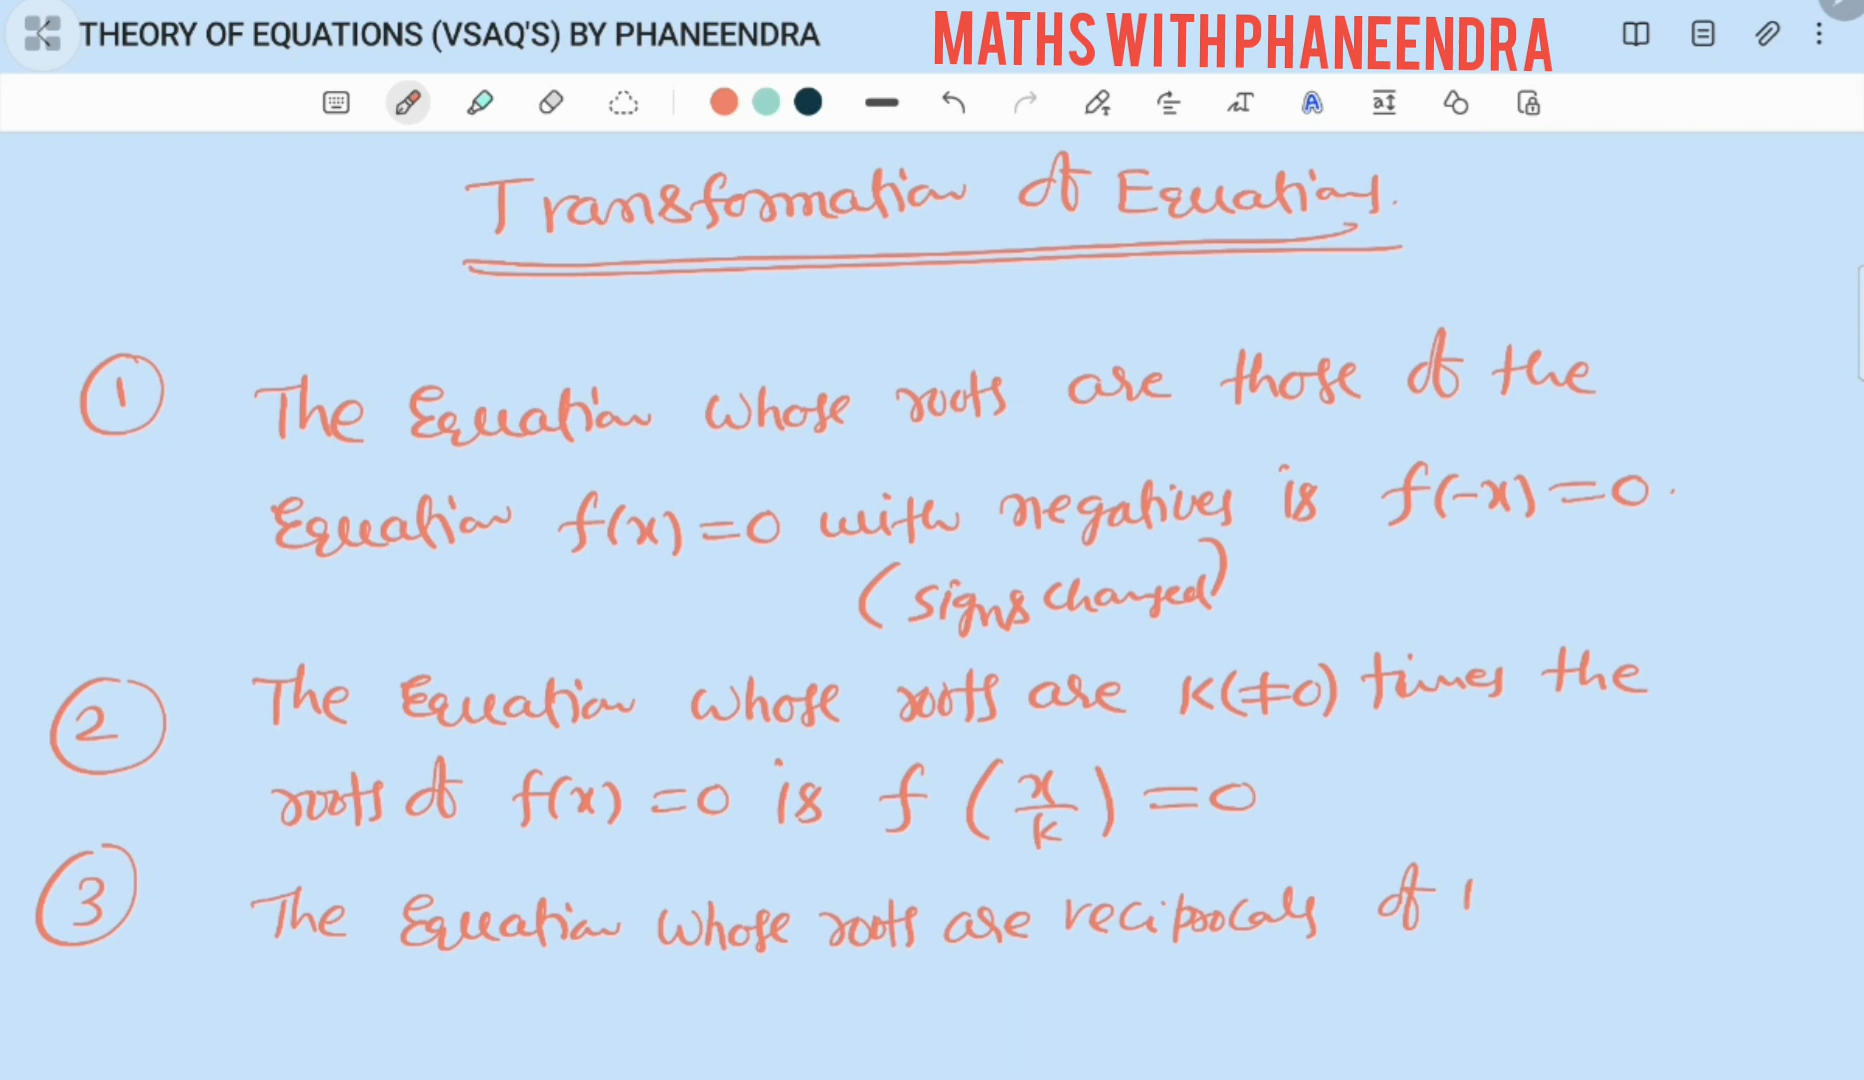 THEORY OF EQUATIONS (VSAQ'S) BY PHANEENDRA
MATHS WITH PHANEENDRA
Transformation of Equations.
1 The Equation whose roots are those of the
Equation f(x)=0 with negatives is f(-x)=0.
(signs changed)
2 The Equation whose roots are K(≠0) times the
roots of f(x)=0 is f(x/k)=0
3 The Equation whose roots are reciprocals of